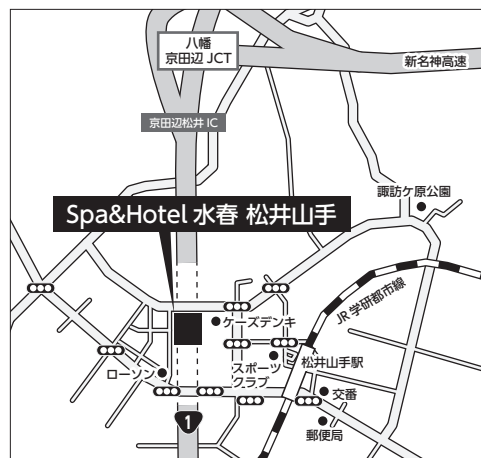 八幡
京田辺 JCT
新名神高速
京田辺松井 IC
諏訪ケ原公園
Spa&Hotel 水春 松井山手
JR 学研都市線
ケーズデンキ
スポーツ
クラブ
松井山手駅
ローソン
交番
1
郵便局